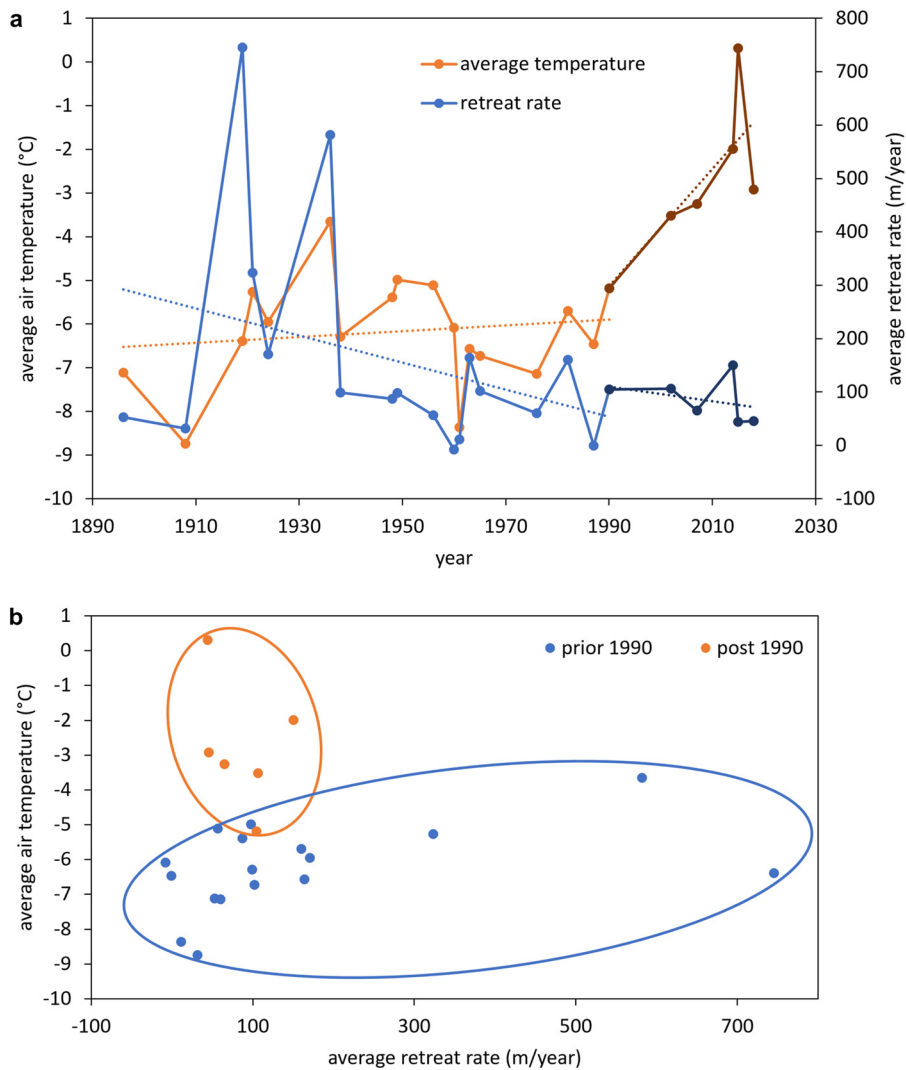 a
1
0
-1
-2
-3
-4
-5
-6
-7
-8
-9
-10
average air temperature (°C)
average temperature
retreat rate
800
700
600
500
400
300
200
100
0
-100
average retreat rate (m/year)
1890 1910 1930 1950 1970 1990 2010 2030
year
b
1
0
-1
-2
-3
-4
-5
-6
-7
-8
-9
-10
average air temperature (°C)
prior 1990 post 1990
-100 100 300 500 700
average retreat rate (m/year)